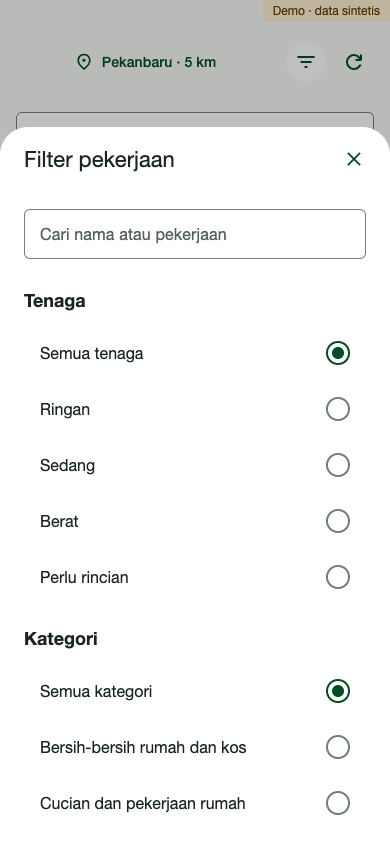 Demo · data sintetis
Pekanbaru · 5 km
Filter pekerjaan
Cari nama atau pekerjaan
Tenaga
Semua tenaga
Ringan
Sedang
Berat
Perlu rincian
Kategori
Semua kategori
Bersih-bersih rumah dan kos
Cucian dan pekerjaan rumah